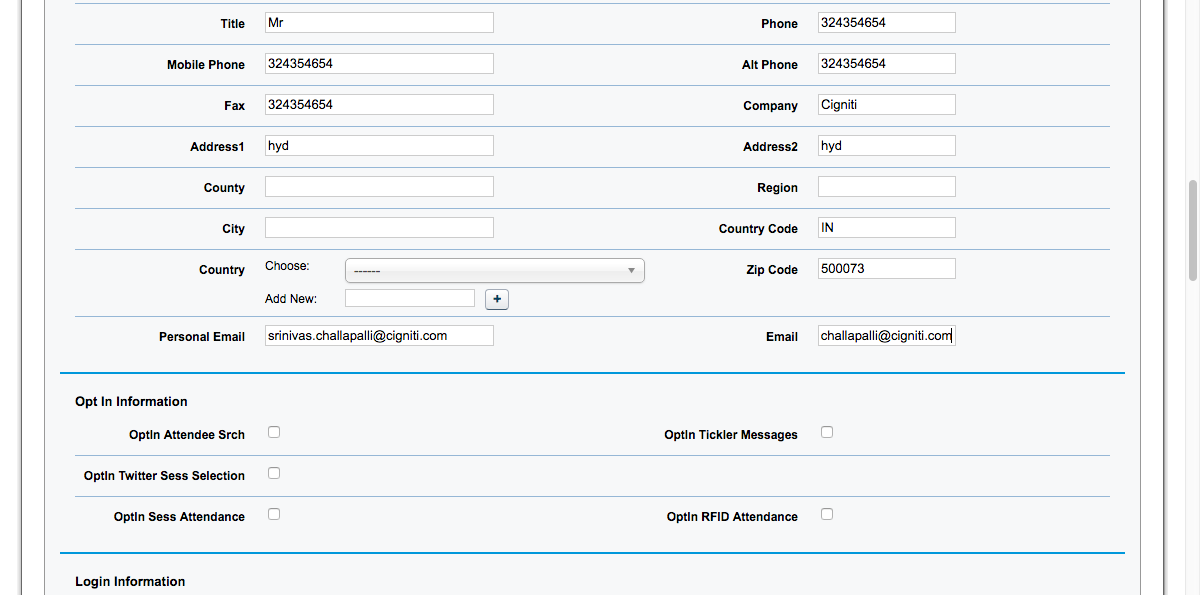 Title Mr Phone 324354654
Mobile Phone 324354654 Alt Phone 324354654
Fax 324354654 Company Cigniti
Address1 hyd Address2 hyd
County Region
City Country Code IN
Country Choose: ------ Zip Code 500073
Add New: +
Personal Email srinivas.challapalli@cigniti.com Email challapalli@cigniti.com
Opt In Information
OptIn Attendee Srch OptIn Tickler Messages
OptIn Twitter Sess Selection
OptIn Sess Attendance OptIn RFID Attendance
Login Information